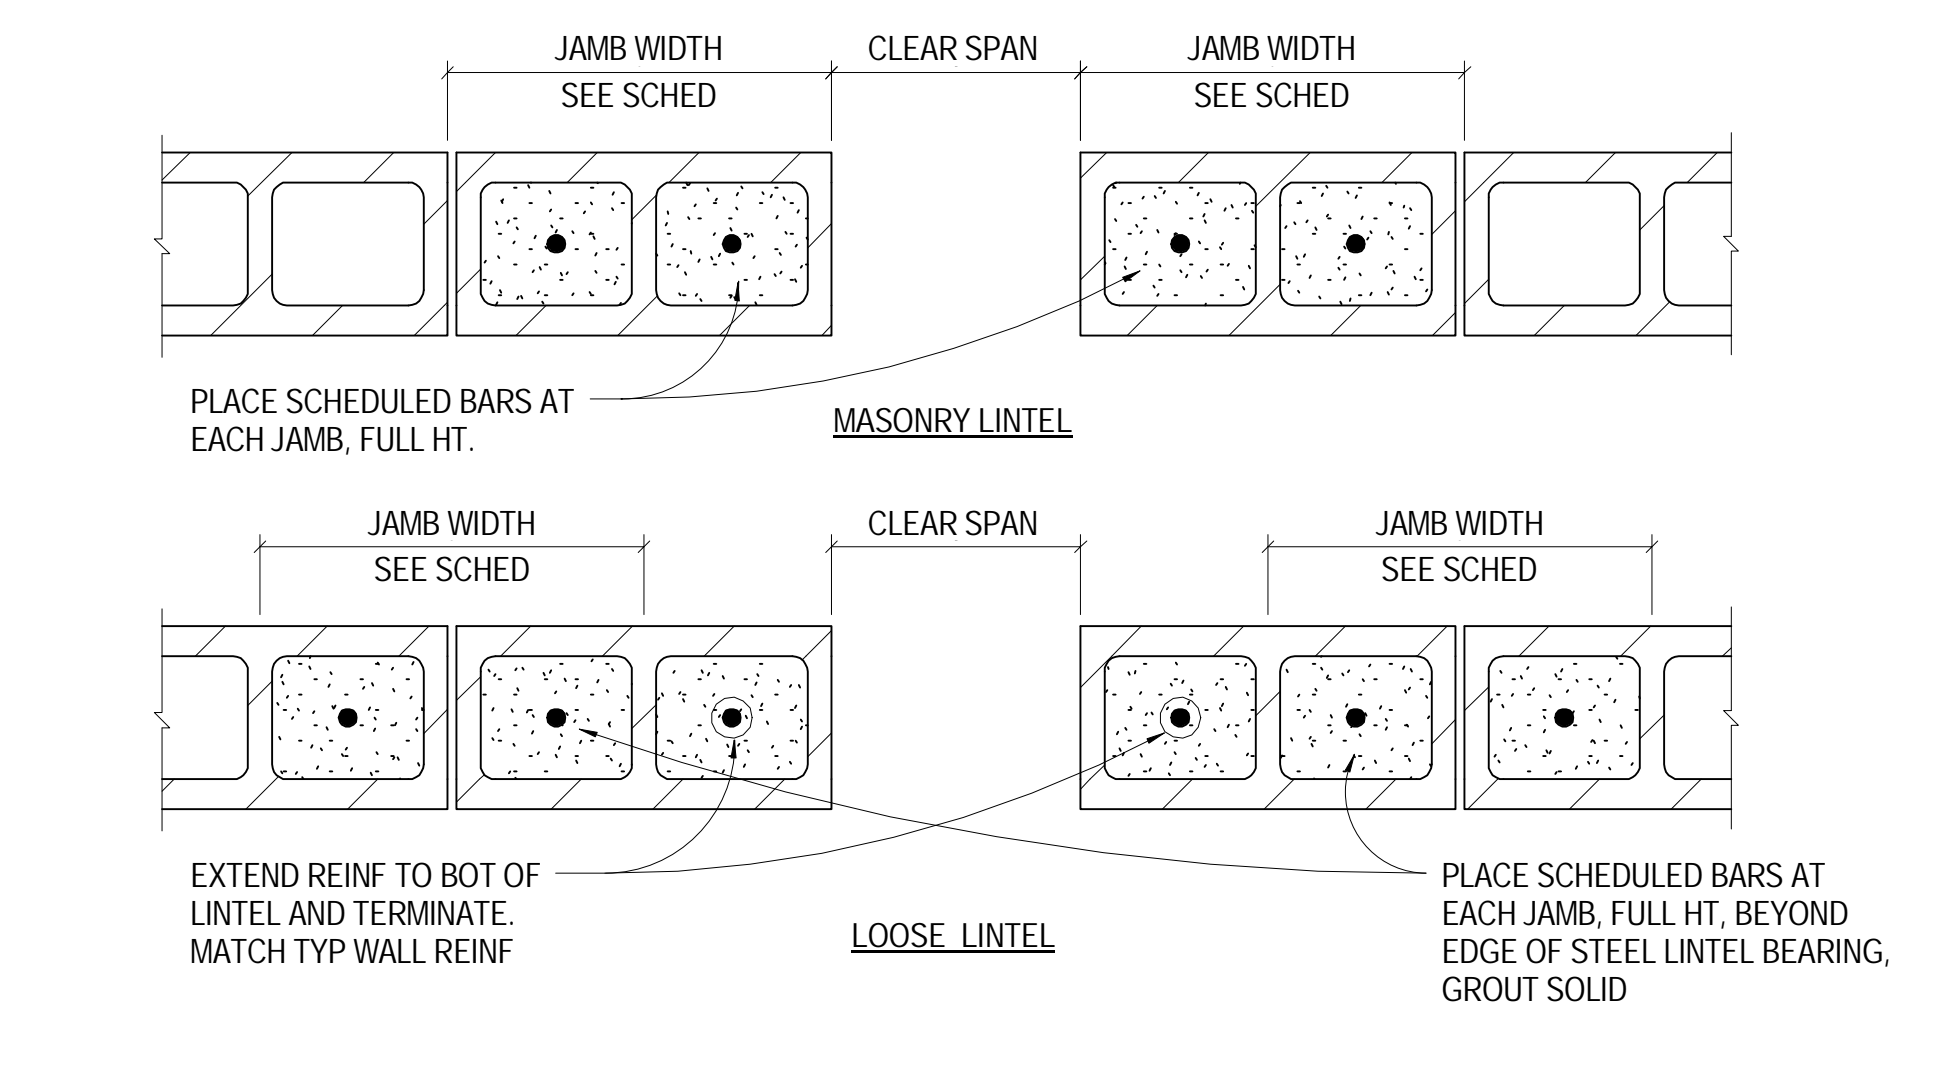 JAMB WIDTH
CLEAR SPAN
JAMB WIDTH
SEE SCHED
SEE SCHED
PLACE SCHEDULED BARS AT
EACH JAMB, FULL HT.
MASONRY LINTEL
JAMB WIDTH
CLEAR SPAN
JAMB WIDTH
SEE SCHED
SEE SCHED
EXTEND REINF TO BOT OF
LINTEL AND TERMINATE.
MATCH TYP WALL REINF
LOOSE LINTEL
PLACE SCHEDULED BARS AT
EACH JAMB, FULL HT, BEYOND
EDGE OF STEEL LINTEL BEARING,
GROUT SOLID